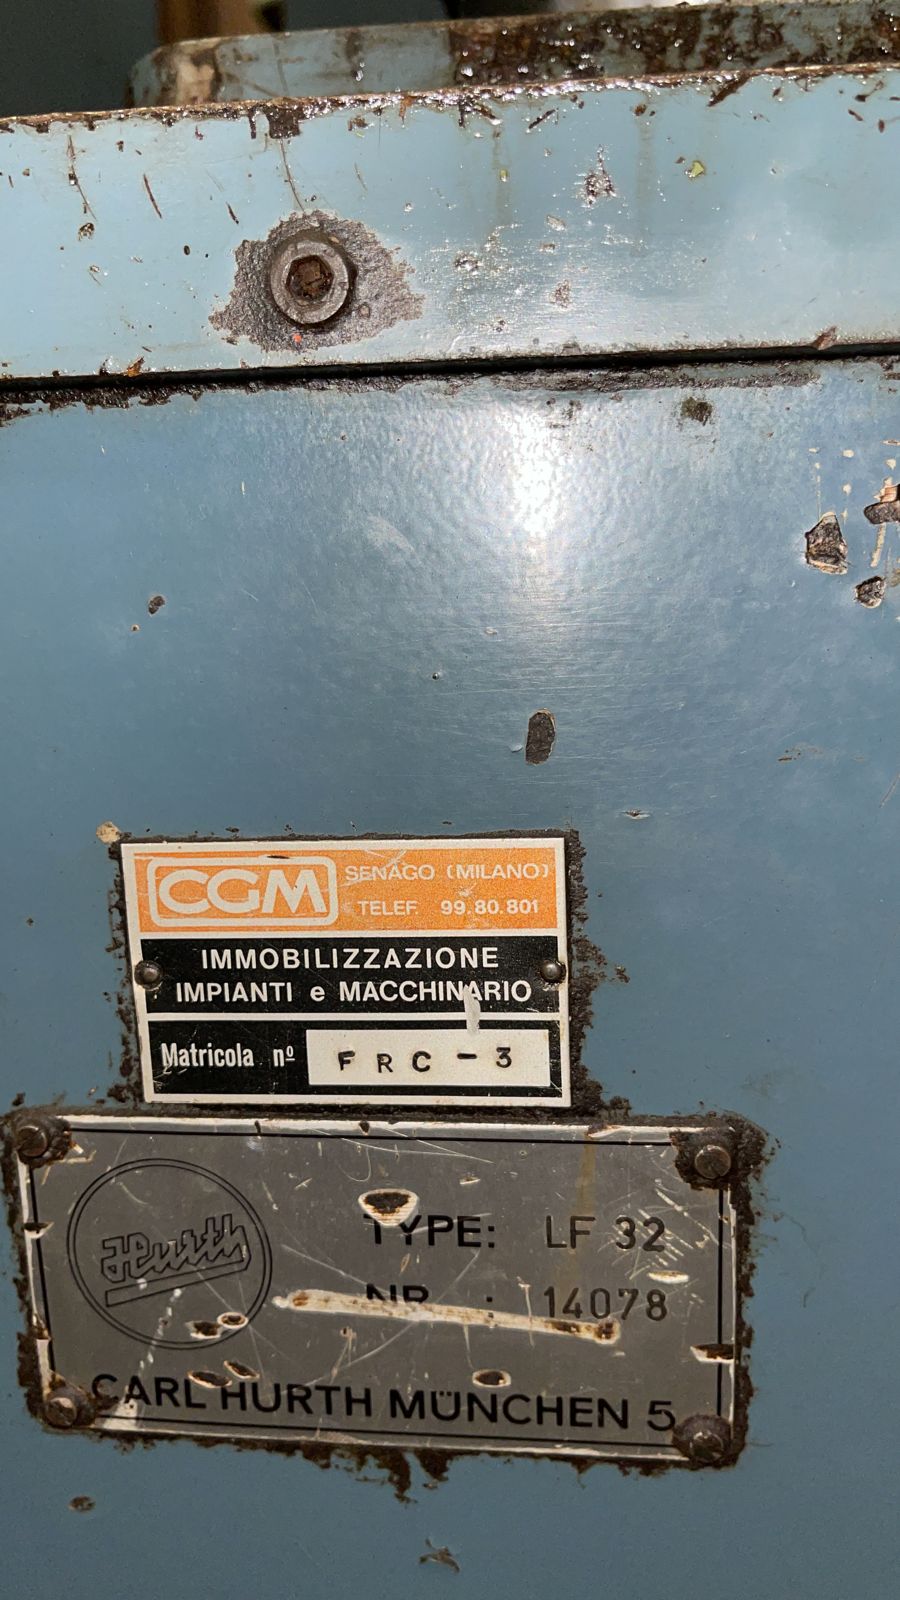 CGM
SENAGO (MILANO)
TELEF. 99.80.801
IMMOBILIZZAZIONE
IMPIANTI e MACCHINARIO
Matricola nº FRC-3
Hurth
TYPE: LF 32
NR : 14078
CARL HURTH MÜNCHEN 5